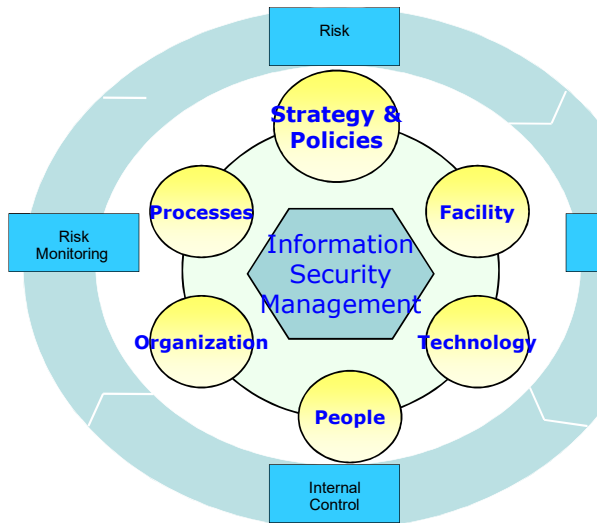 Risk
Strategy &
Policies
Processes
Facility
Risk
Monitoring
Information
Security
Management
Organization
Technology
People
Internal
Control